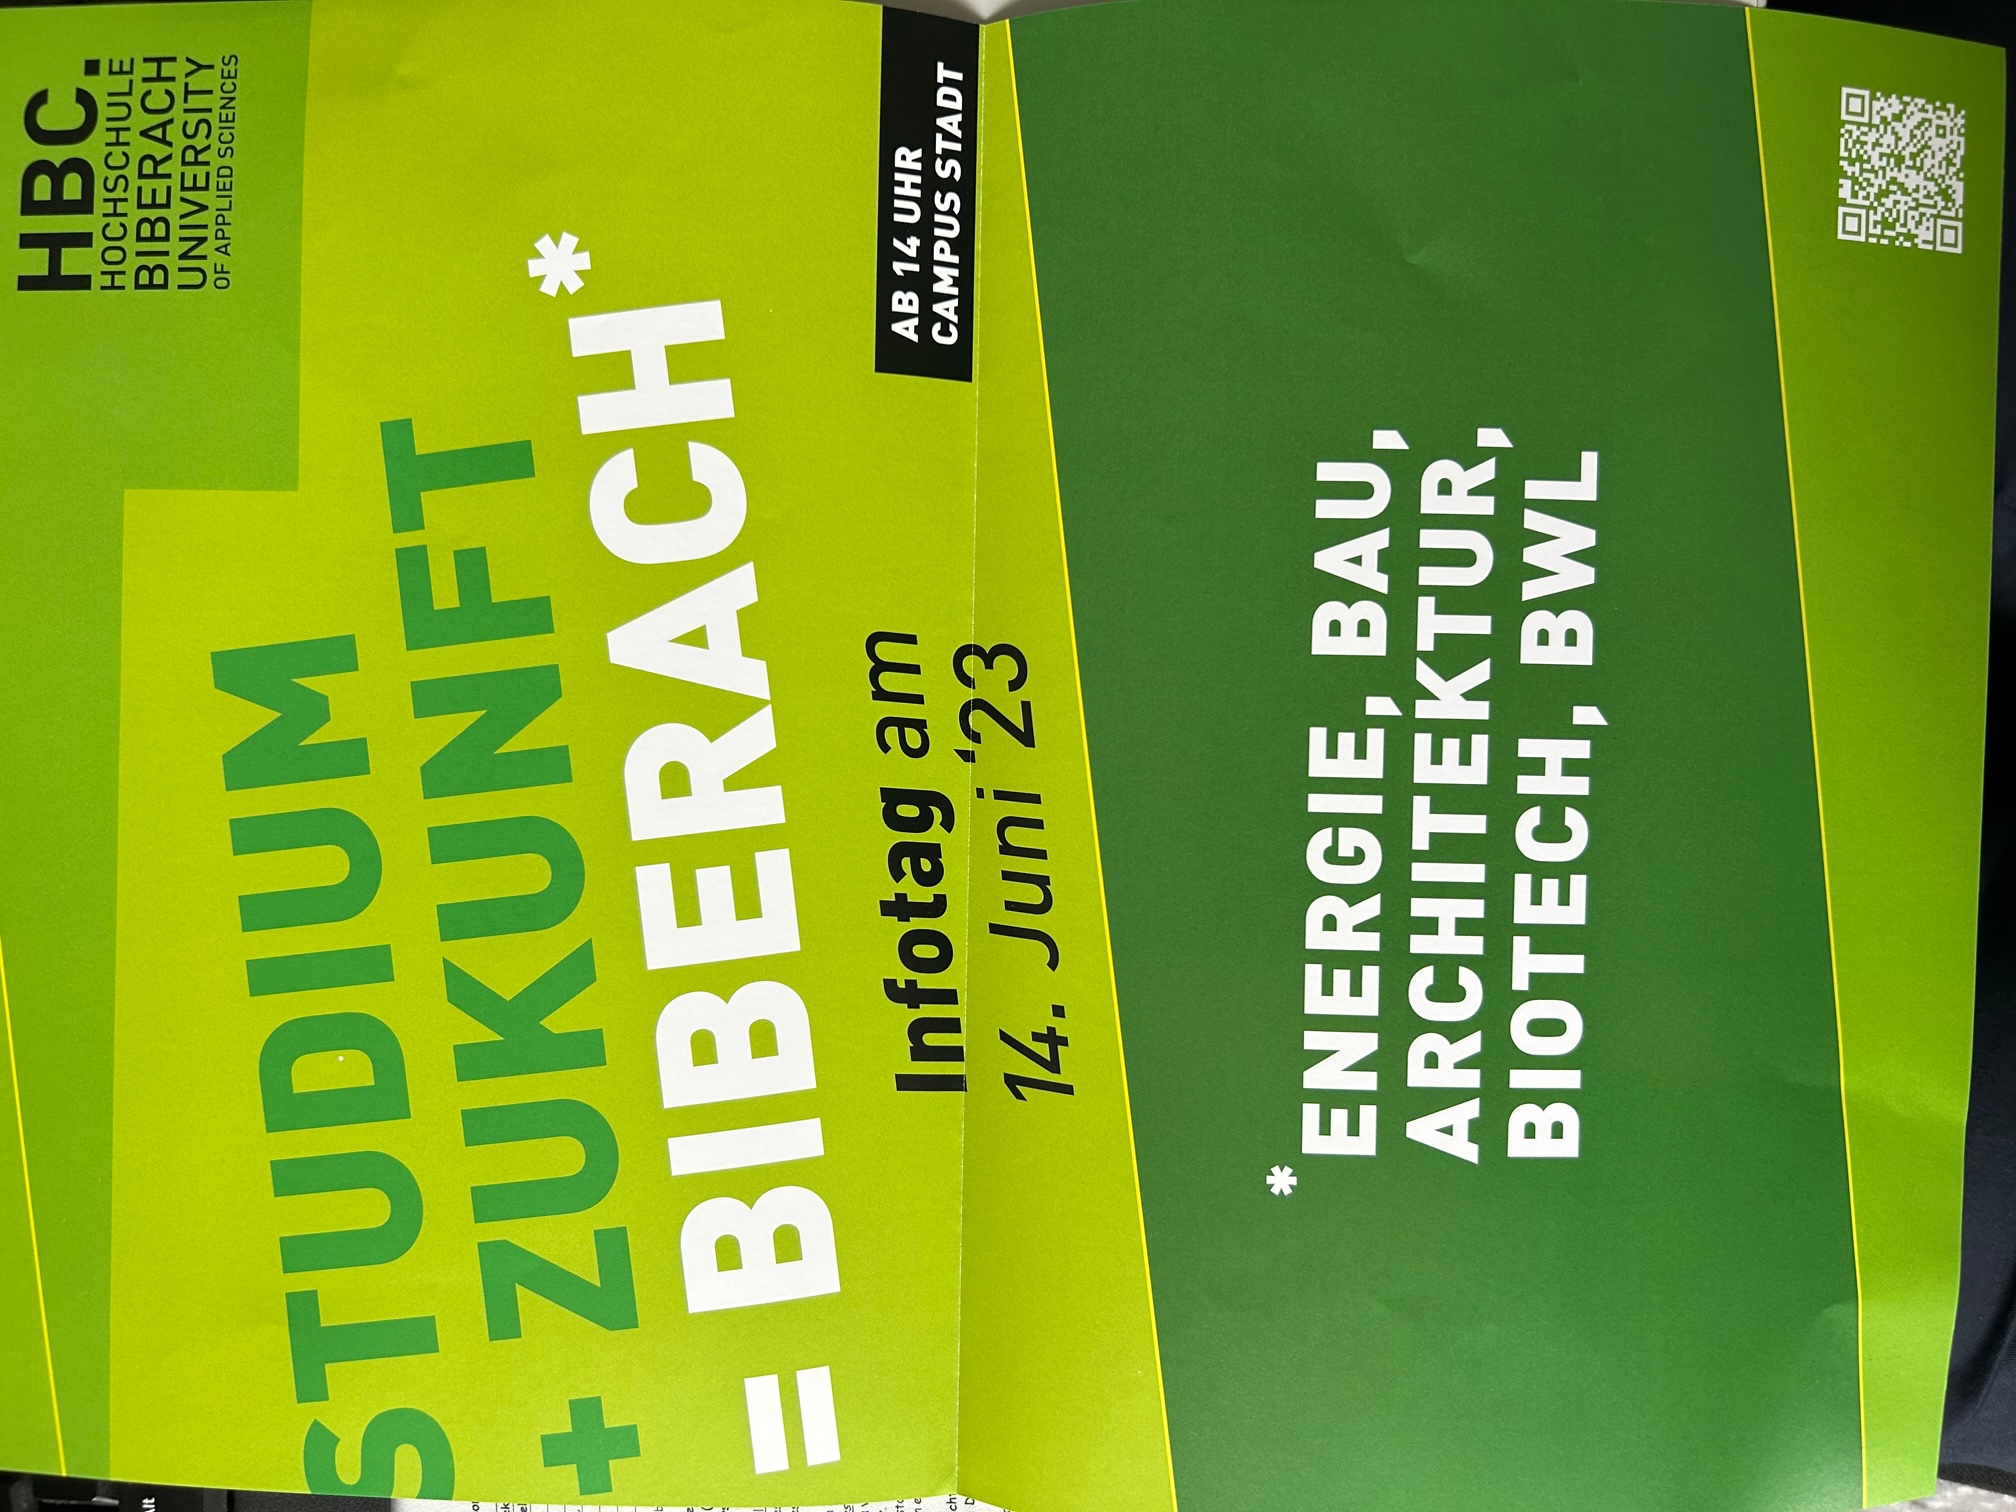 HBC.
HOCHSCHULE
BIBERACH
UNIVERSITY
OF APPLIED SCIENCES
STUDIUM
+ ZUKUNFT
= BIBERACH*
AB 14 UHR
CAMPUS STADT
Infotag am
14. Juni '23
* ENERGIE, BAU,
ARCHITEKTUR,
BIOTECH, BWL